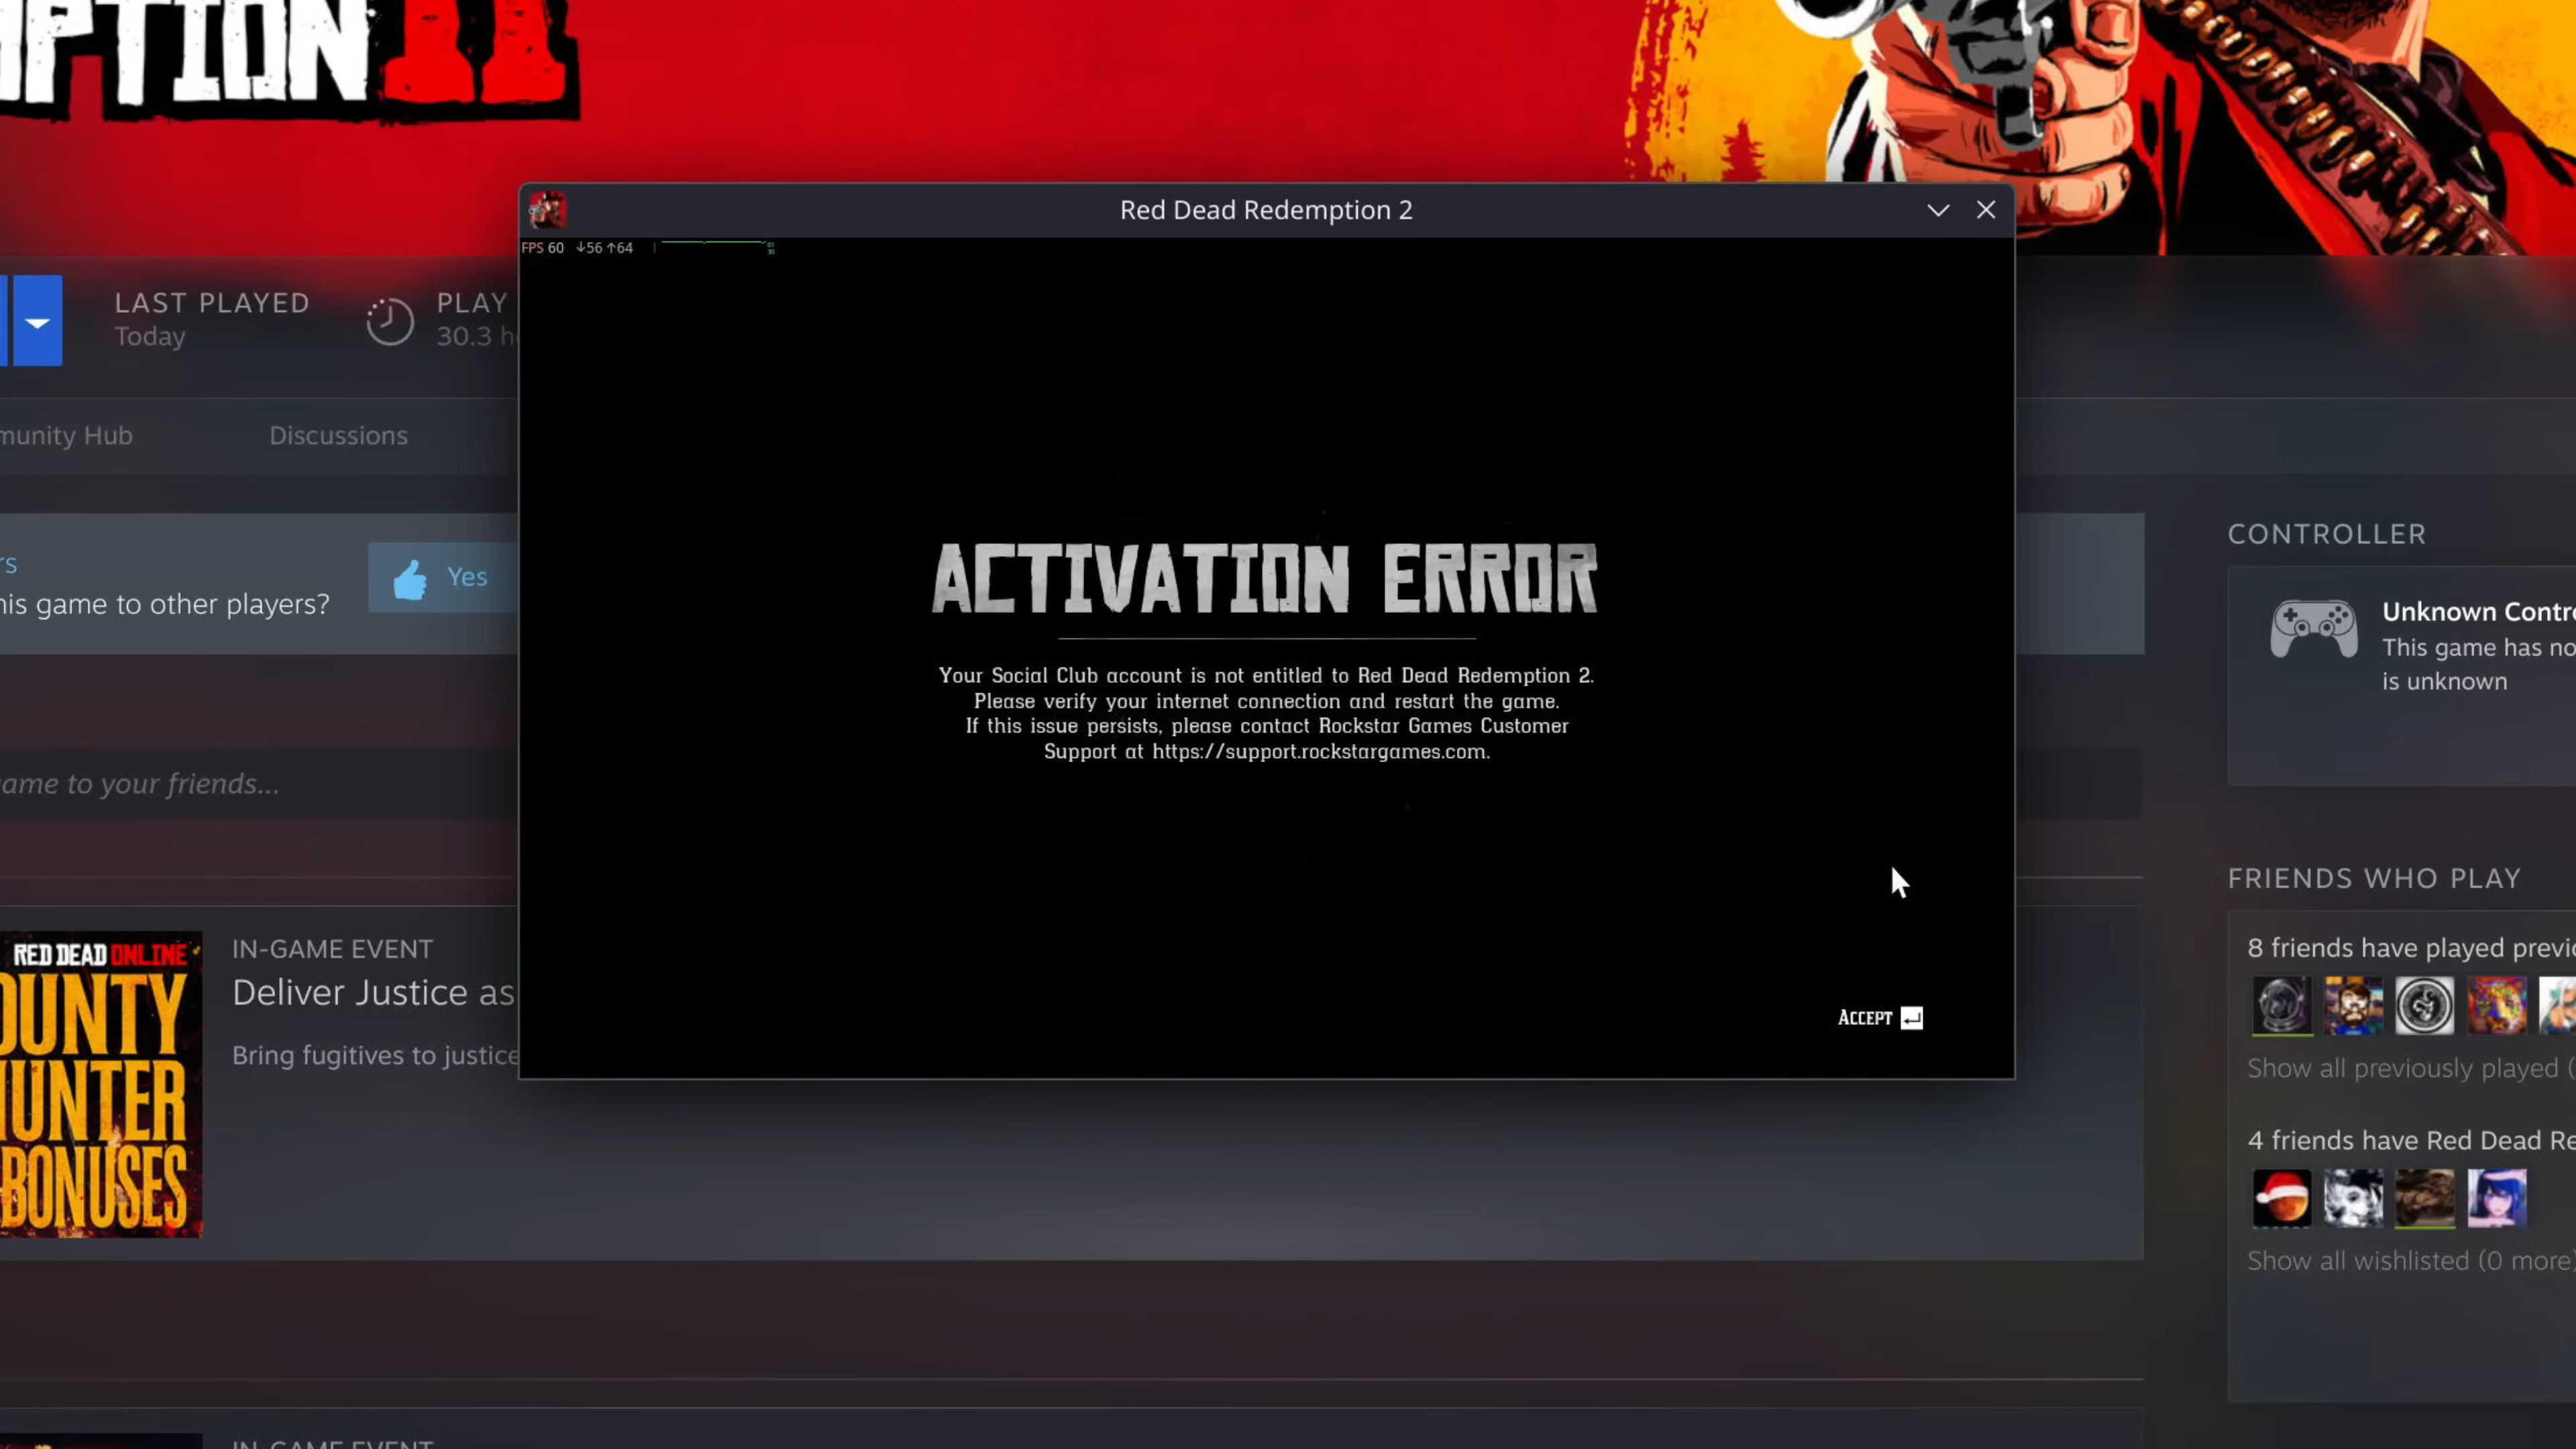 MPTION II
Red Dead Redemption 2
FPS 60 ↓56 ↑64
LAST PLAYED
Today
PLAY
30.3 h
munity Hub
Discussions
rs
his game to other players?
Yes
ame to your friends...
RED DEAD ONLINE
OUNTY
HUNTER
BONUSES
IN-GAME EVENT
Deliver Justice as
Bring fugitives to justice
ACTIVATION ERROR
Your Social Club account is not entitled to Red Dead Redemption 2.
Please verify your internet connection and restart the game.
If this issue persists, please contact Rockstar Games Customer
Support at https://support.rockstargames.com.
ACCEPT
CONTROLLER
Unknown Contr
This game has no
is unknown
FRIENDS WHO PLAY
8 friends have played previ
Show all previously played (
4 friends have Red Dead Re
Show all wishlisted (0 more)
IN-GAME EVENT